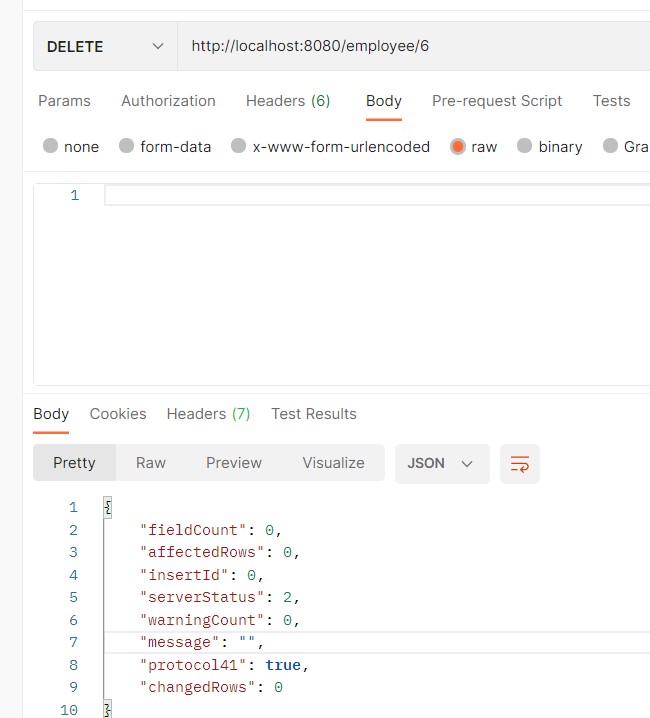 DELETE http://localhost:8080/employee/6
Params Authorization Headers (6) Body Pre-request Script Tests
none form-data x-www-form-urlencoded raw binary Gra
1
Body Cookies Headers (7) Test Results
Pretty Raw Preview Visualize JSON
1 {
2 "fieldCount": 0,
3 "affectedRows": 0,
4 "insertId": 0,
5 "serverStatus": 2,
6 "warningCount": 0,
7 "message": "",
8 "protocol41": true,
9 "changedRows": 0
10 }